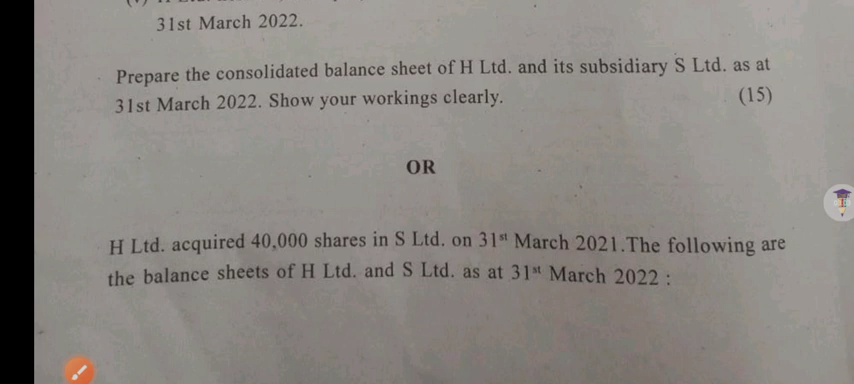 31st March 2022.
Prepare the consolidated balance sheet of H Ltd. and its subsidiary S Ltd. as at
31st March 2022. Show your workings clearly. (15)
OR
H Ltd. acquired 40,000 shares in S Ltd. on 31st March 2021.The following are
the balance sheets of H Ltd. and S Ltd. as at 31st March 2022 :